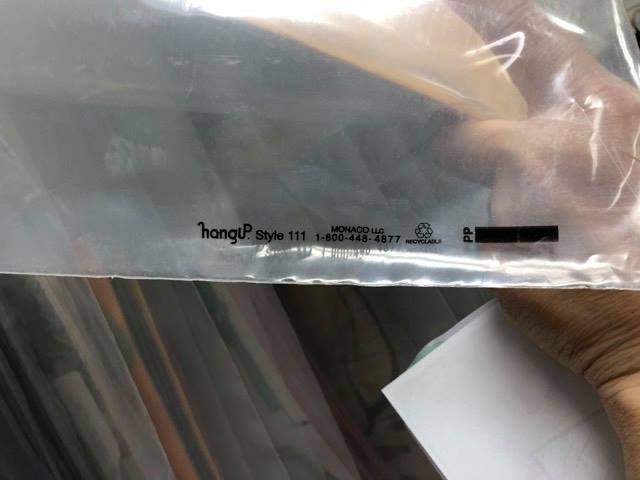 hangUP. Style 111
MONACO LLC
1-800-448-4877
RECYCLABLE
PP